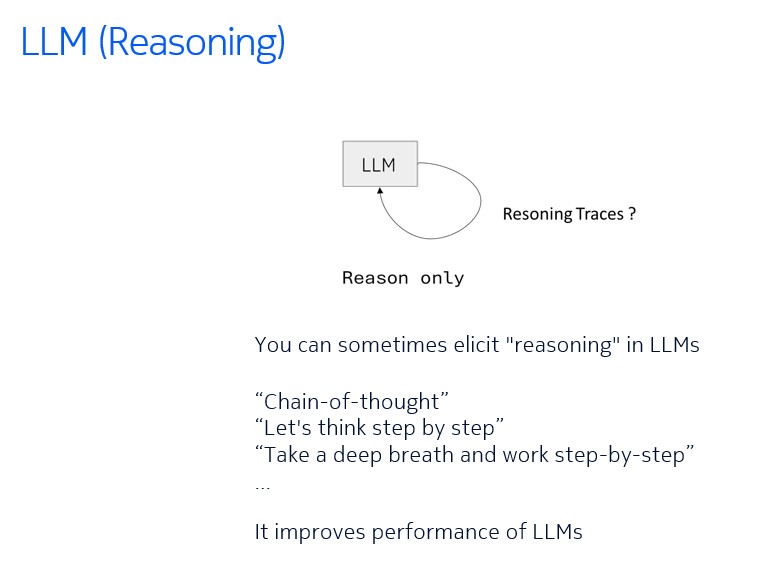 LLM (Reasoning)
LLM
Resoning Traces ?
Reason only
You can sometimes elicit "reasoning" in LLMs
“Chain-of-thought”
“Let's think step by step”
“Take a deep breath and work step-by-step”
...
It improves performance of LLMs